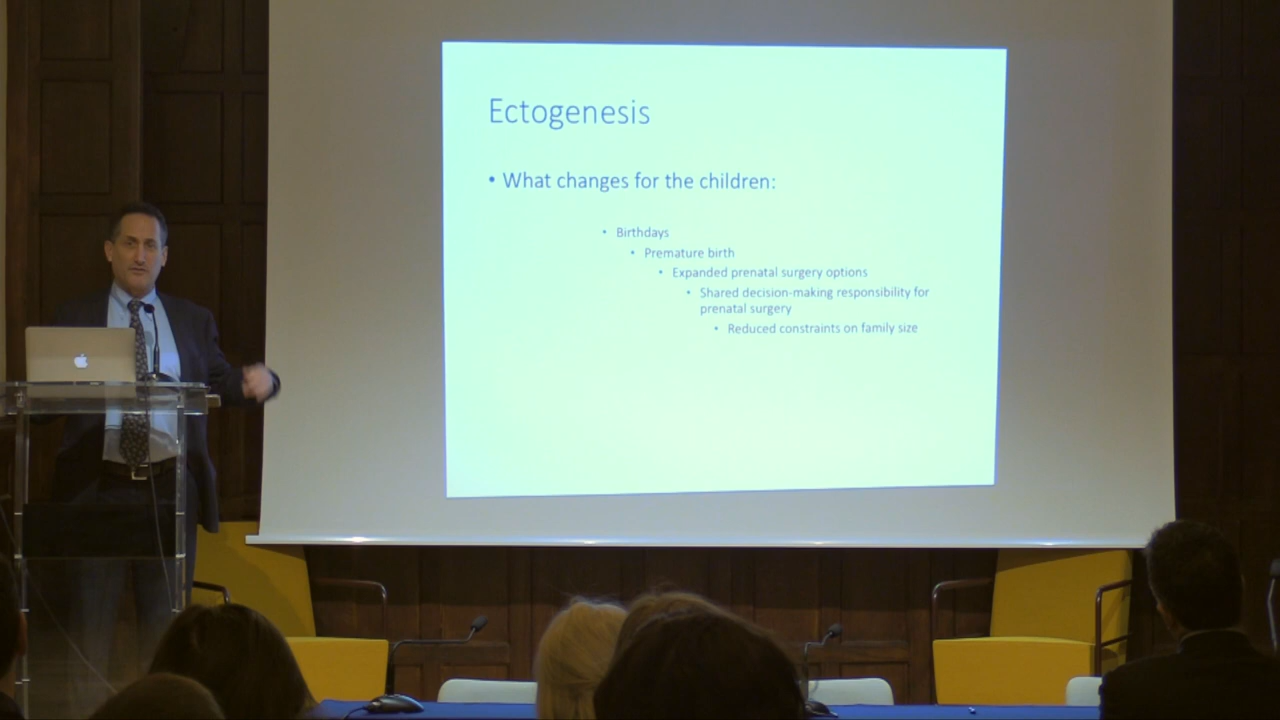 Ectogenesis
• What changes for the children:
• Birthdays
• Premature birth
• Expanded prenatal surgery options
• Shared decision-making responsibility for
prenatal surgery
• Reduced constraints on family size